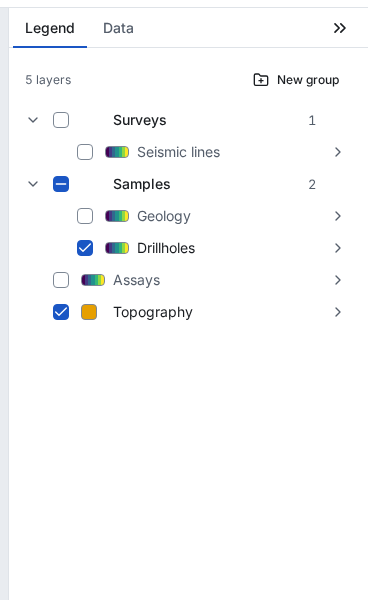 Legend Data
5 layers New group
Surveys 1
Seismic lines
Samples 2
Geology
Drillholes
Assays
Topography